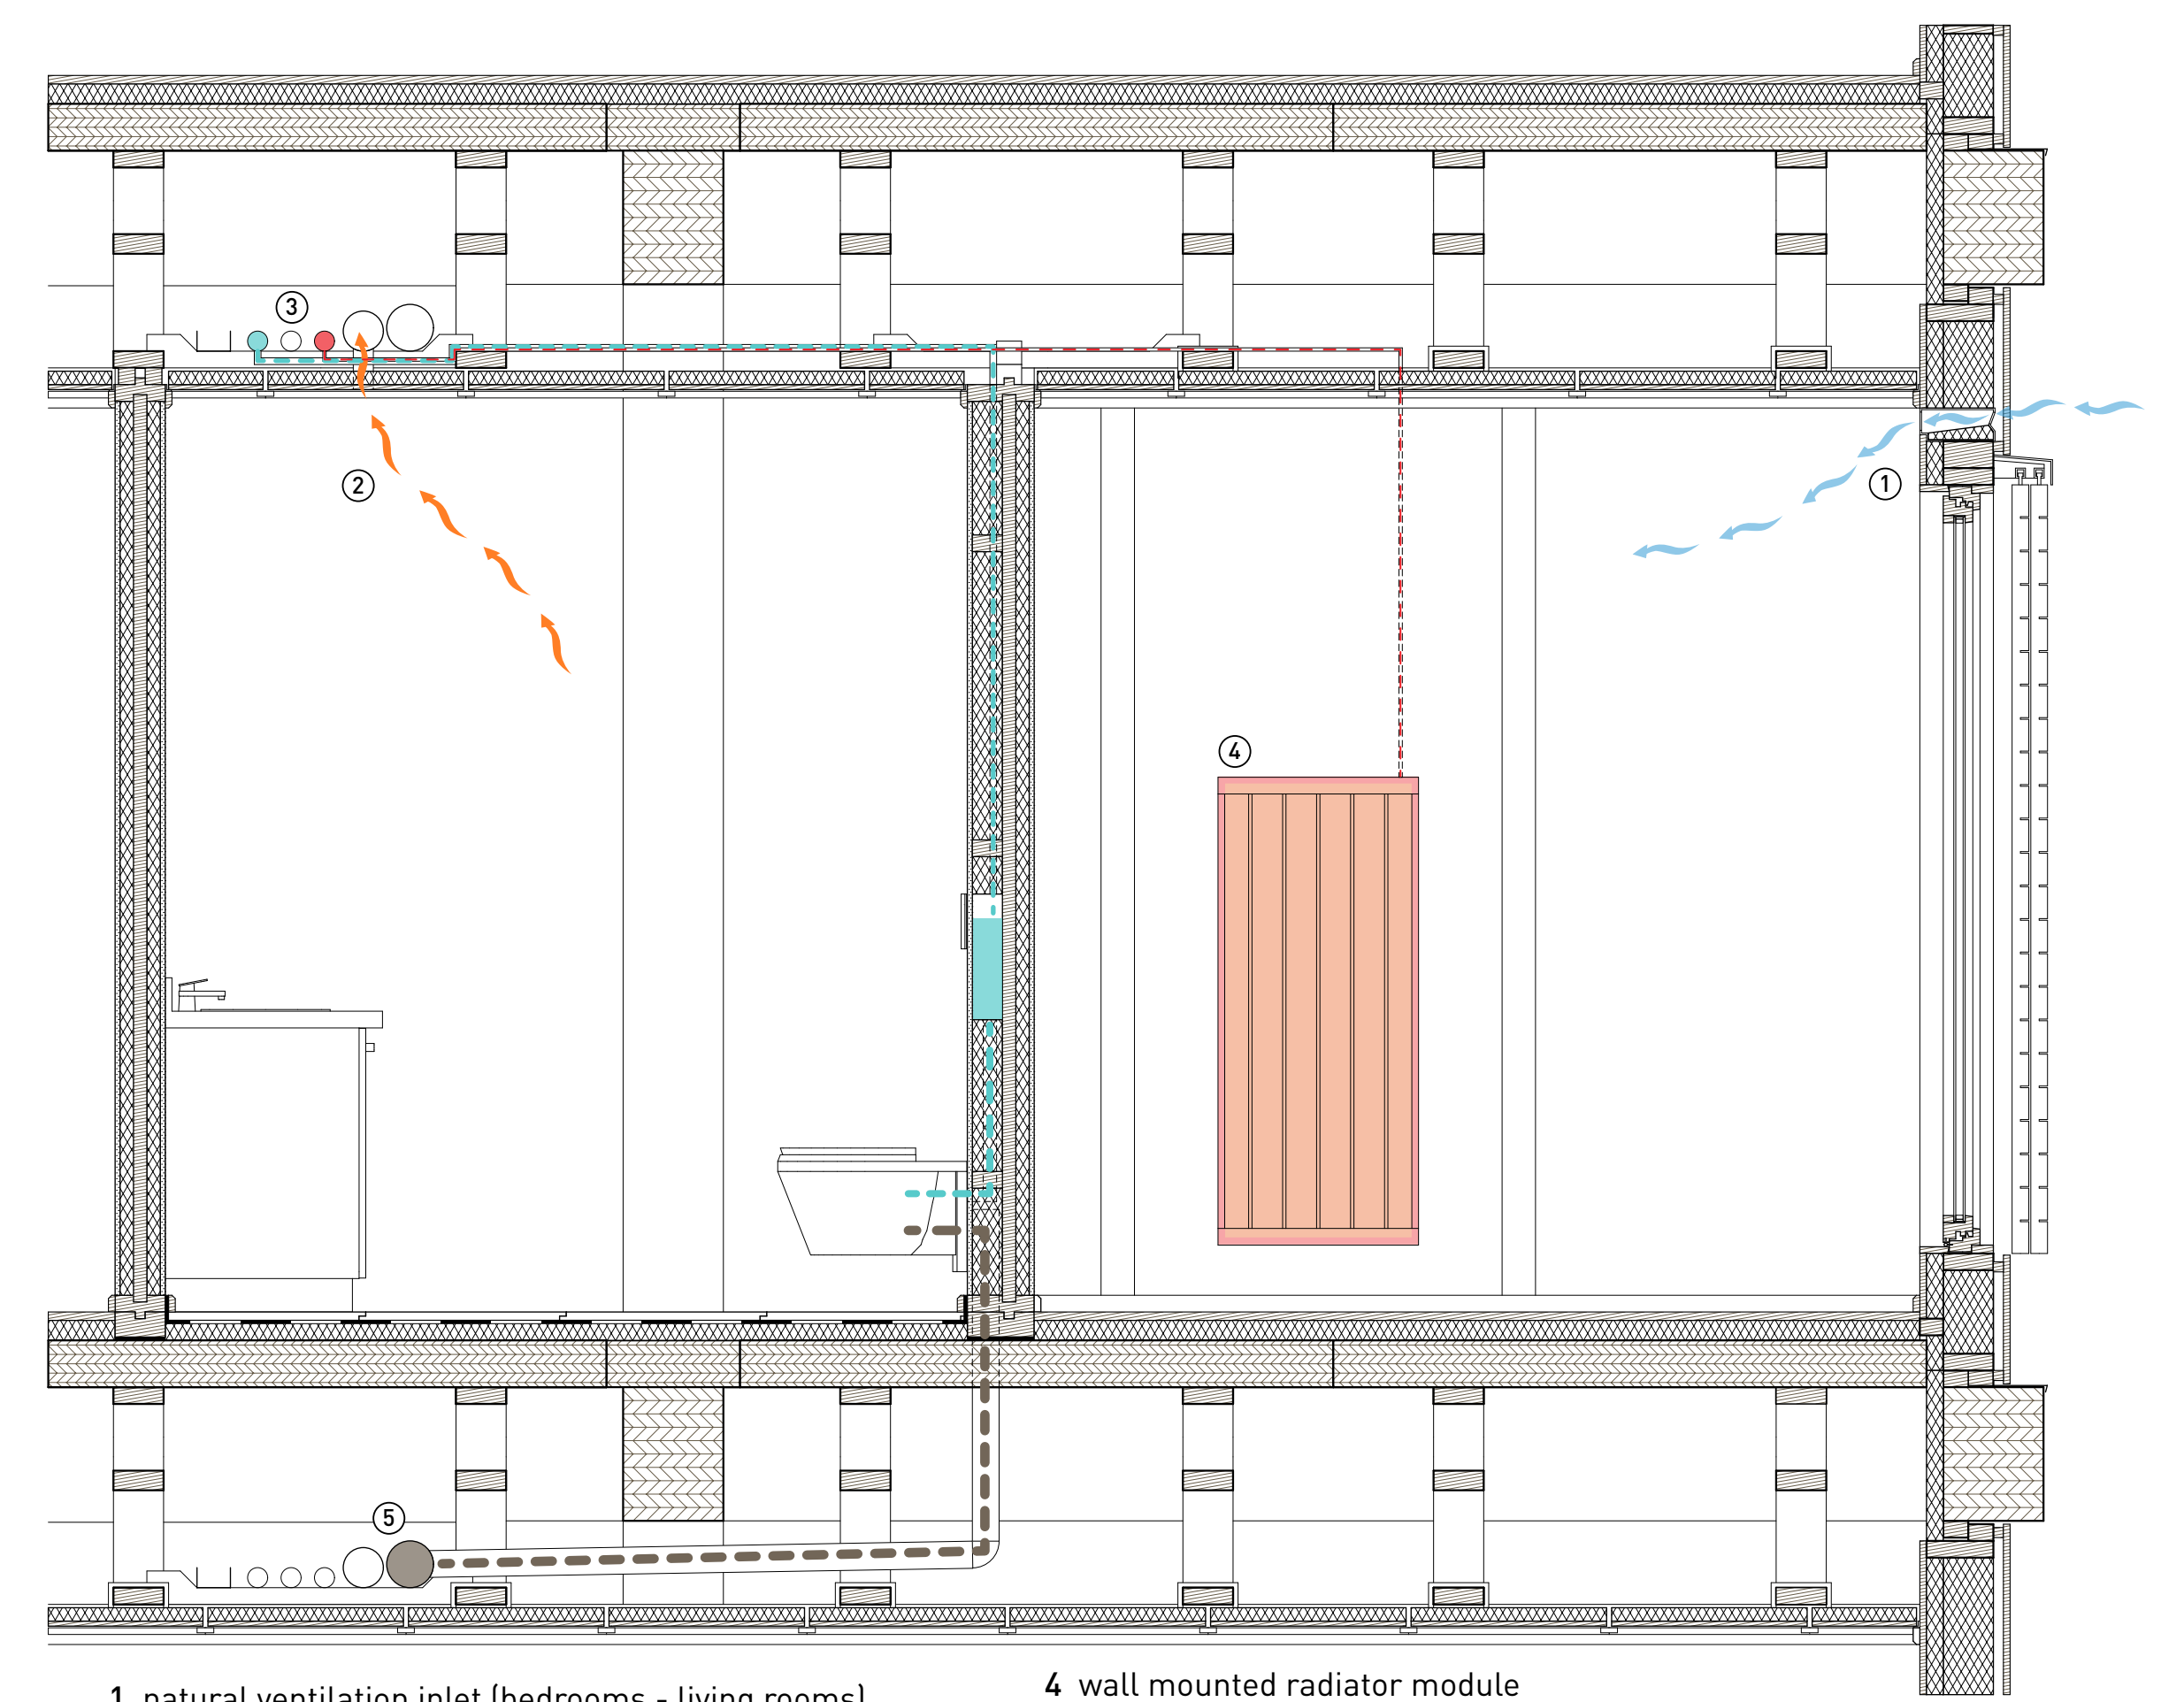 3
2
1
4
5
1 natural ventilation inlet (bedrooms - living rooms)
4 wall mounted radiator module